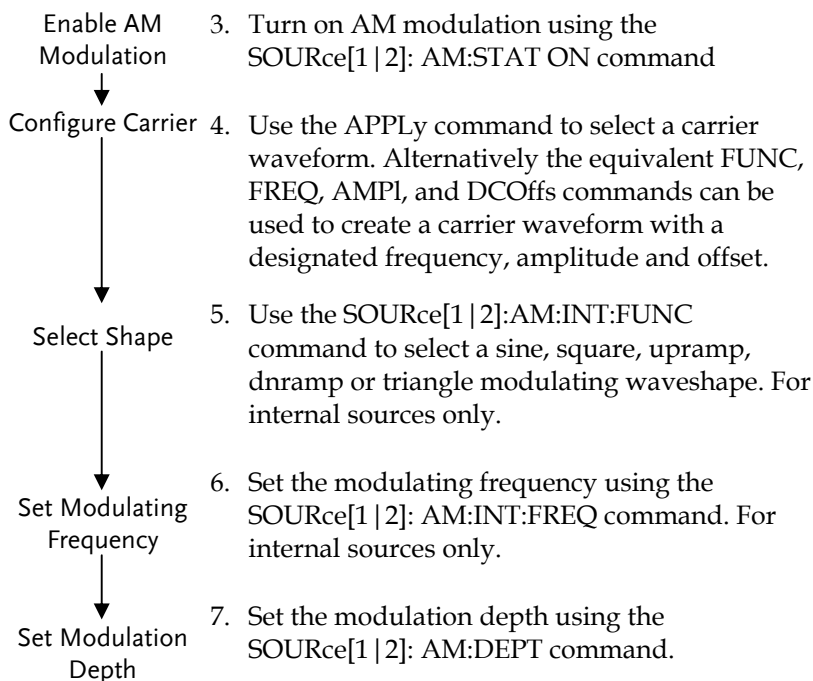 Enable AM
Modulation
3. Turn on AM modulation using the
SOURce[1|2]: AM:STAT ON command
Configure Carrier
4. Use the APPLy command to select a carrier
waveform. Alternatively the equivalent FUNC,
FREQ, AMPl, and DCOffs commands can be
used to create a carrier waveform with a
designated frequency, amplitude and offset.
Select Shape
5. Use the SOURce[1|2]:AM:INT:FUNC
command to select a sine, square, upramp,
dnramp or triangle modulating waveshape. For
internal sources only.
Set Modulating
Frequency
6. Set the modulating frequency using the
SOURce[1|2]: AM:INT:FREQ command. For
internal sources only.
Set Modulation
Depth
7. Set the modulation depth using the
SOURce[1|2]: AM:DEPT command.